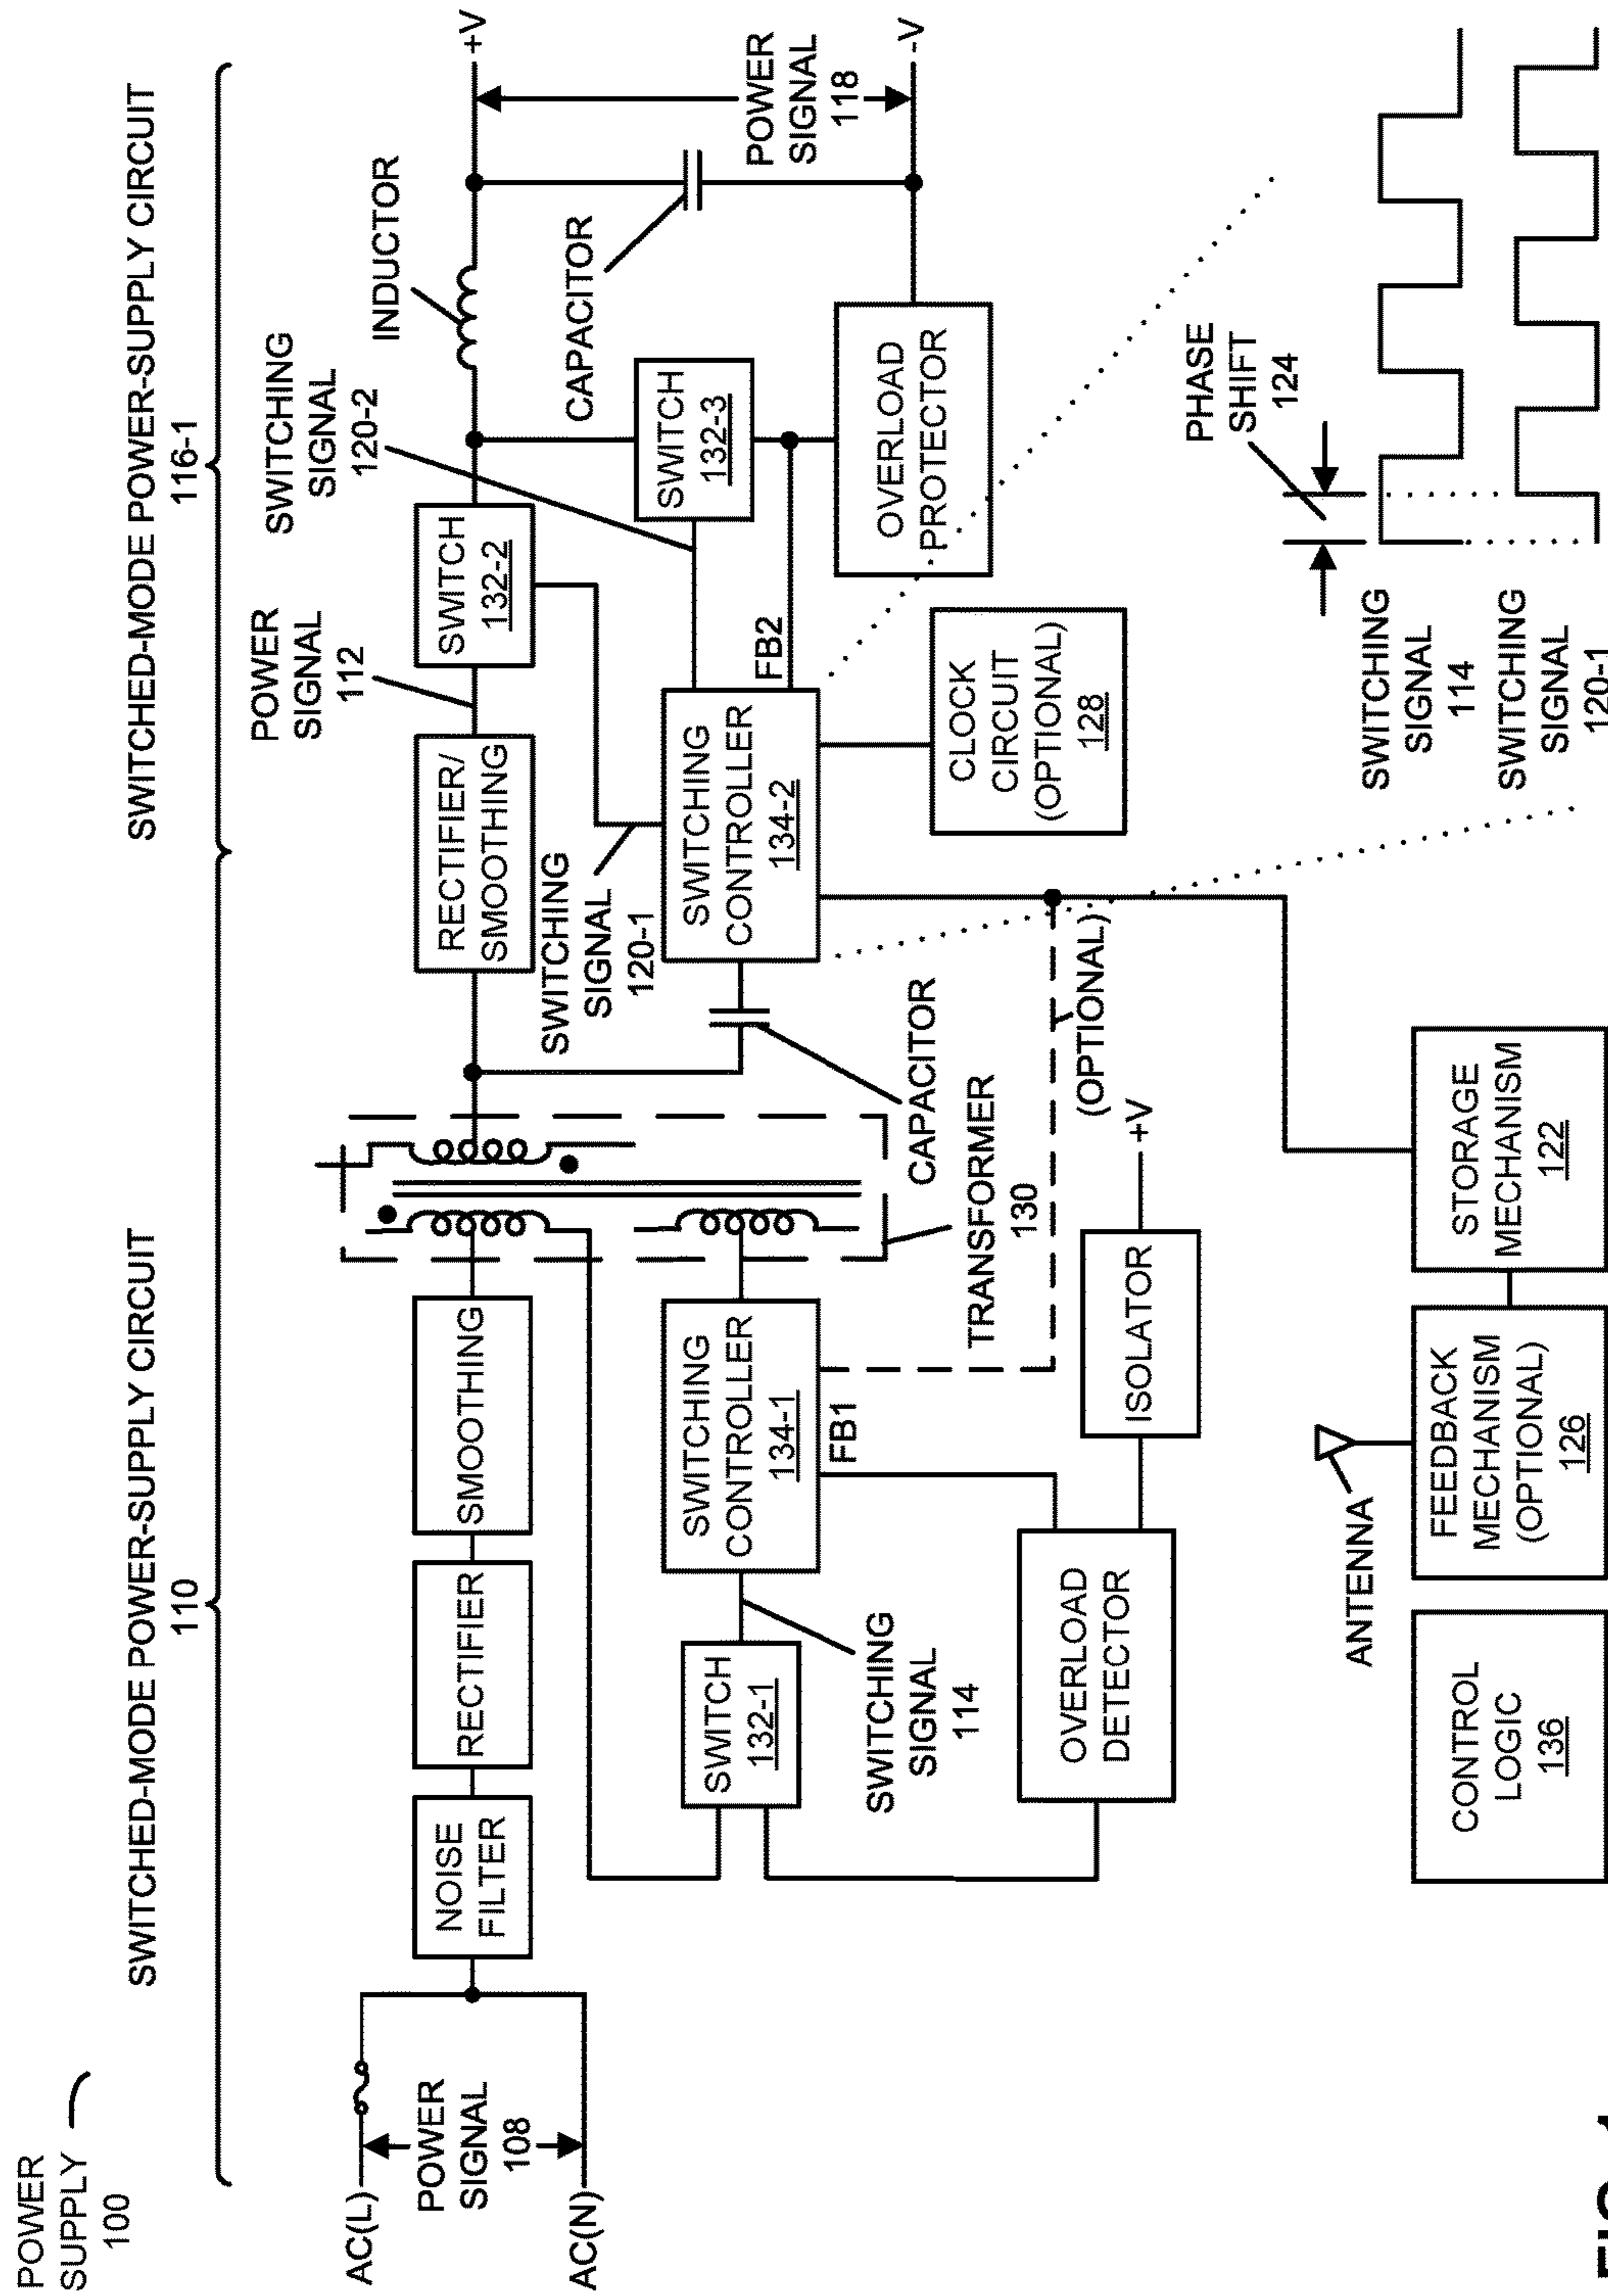 POWER
SUPPLY
100
SWITCHED-MODE POWER-SUPPLY CIRCUIT
110
SWITCHED-MODE POWER-SUPPLY CIRCUIT
116-1
AC(L)
POWER
SIGNAL
108
AC(N)
NOISE
FILTER
RECTIFIER
SMOOTHING
RECTIFIER/
SMOOTHING
POWER
SIGNAL
112
SWITCH
132-2
SWITCHING
SIGNAL
120-2
INDUCTOR
+V
CAPACITOR
POWER
SIGNAL
118
-V
SWITCH
132-1
SWITCHING
SIGNAL
114
SWITCHING
CONTROLLER
134-1
FB1
TRANSFORMER
130
CAPACITOR
SWITCHING
SIGNAL
120-1
SWITCHING
CONTROLLER
134-2
FB2
SWITCH
132-3
OVERLOAD
PROTECTOR
OVERLOAD
DETECTOR
ISOLATOR
+V
(OPTIONAL)
CLOCK
CIRCUIT
(OPTIONAL)
128
PHASE
SHIFT
124
CONTROL
LOGIC
136
ANTENNA
FEEDBACK
MECHANISM
(OPTIONAL)
126
STORAGE
MECHANISM
122
SWITCHING
SIGNAL
114
SWITCHING
SIGNAL
120-1
FIG. 1